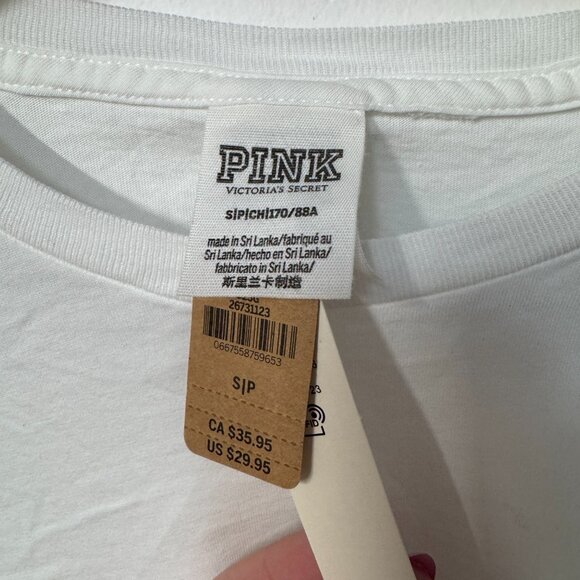 PINK
VICTORIA'S SECRET
S|P|CH|170/88A
made in Sri Lanka/fabriqué au
Sri Lanka/hecho en Sri Lanka/
fabbricato in Sri Lanka/
斯里兰卡制造
26731123
0667558759653
S|P
CA $35.95
US $29.95
23